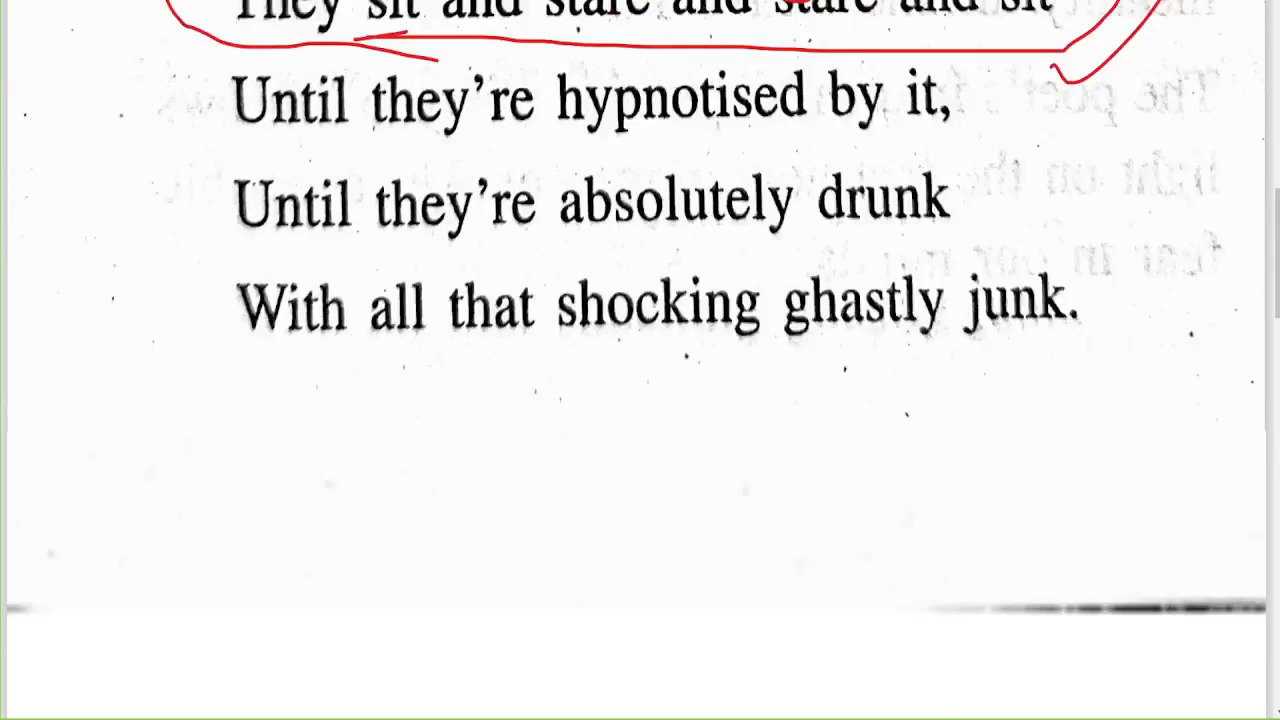 They sit and stare and stare and sit
Until they're hypnotised by it,
Until they're absolutely drunk
With all that shocking ghastly junk.